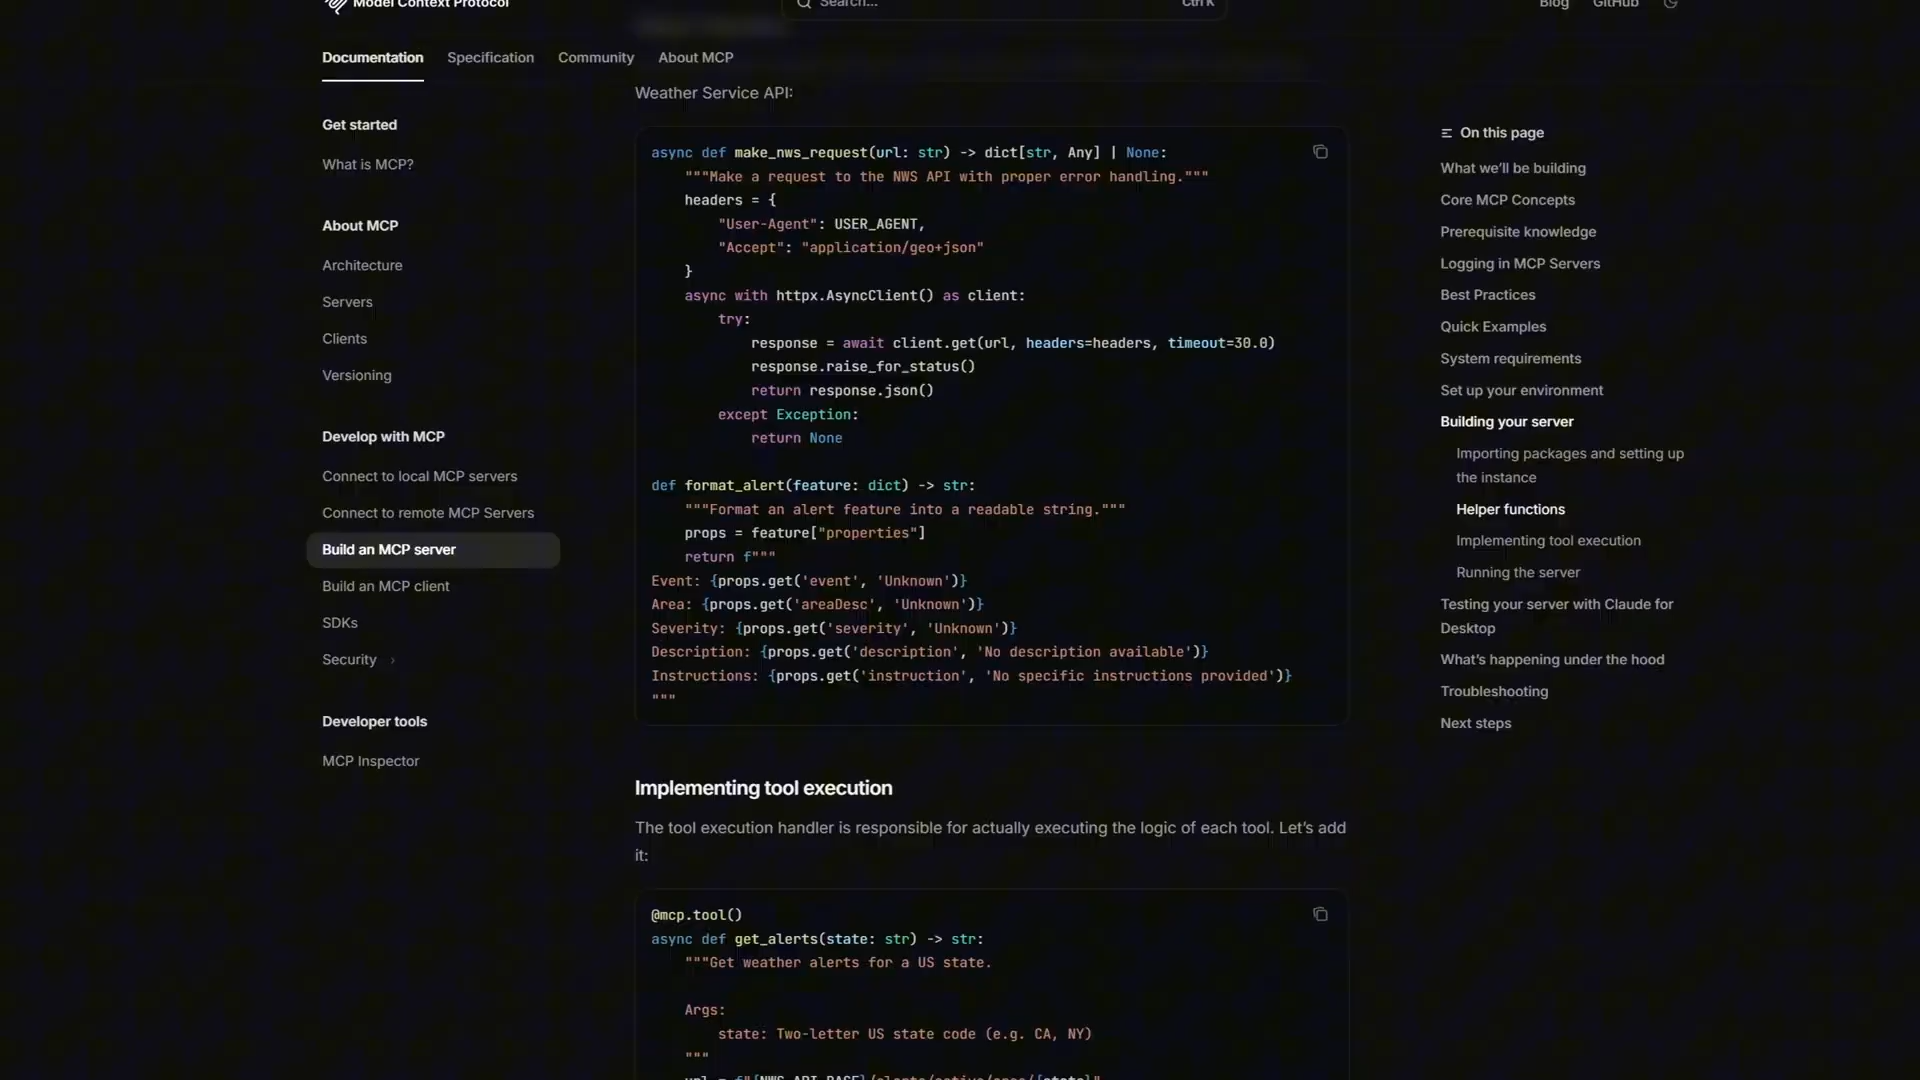 Model Context Protocol
Search...
Ctrl K
Blog
GitHub
Documentation
Specification
Community
About MCP
Get started
What is MCP?
About MCP
Architecture
Servers
Clients
Versioning
Develop with MCP
Connect to local MCP servers
Connect to remote MCP Servers
Build an MCP server
Build an MCP client
SDKs
Security
Developer tools
MCP Inspector
Weather Service API:
async def make_nws_request(url: str) -> dict[str, Any] | None:
    """Make a request to the NWS API with proper error handling."""
    headers = {
        "User-Agent": USER_AGENT,
        "Accept": "application/geo+json"
    }
    async with httpx.AsyncClient() as client:
        try:
            response = await client.get(url, headers=headers, timeout=30.0)
            response.raise_for_status()
            return response.json()
        except Exception:
            return None
def format_alert(feature: dict) -> str:
    """Format an alert feature into a readable string."""
    props = feature["properties"]
    return f"""
Event: {props.get('event', 'Unknown')}
Area: {props.get('areaDesc', 'Unknown')}
Severity: {props.get('severity', 'Unknown')}
Description: {props.get('description', 'No description available')}
Instructions: {props.get('instruction', 'No specific instructions provided')}
"""
Implementing tool execution
The tool execution handler is responsible for actually executing the logic of each tool. Let's add
it:
@mcp.tool()
async def get_alerts(state: str) -> str:
    """Get weather alerts for a US state.
    Args:
        state: Two-letter US state code (e.g. CA, NY)
    """
    url = f"{NWS_API_BASE}/alerts/active/area/{state}"
On this page
What we'll be building
Core MCP Concepts
Prerequisite knowledge
Logging in MCP Servers
Best Practices
Quick Examples
System requirements
Set up your environment
Building your server
Importing packages and setting up
the instance
Helper functions
Implementing tool execution
Running the server
Testing your server with Claude for
Desktop
What's happening under the hood
Troubleshooting
Next steps